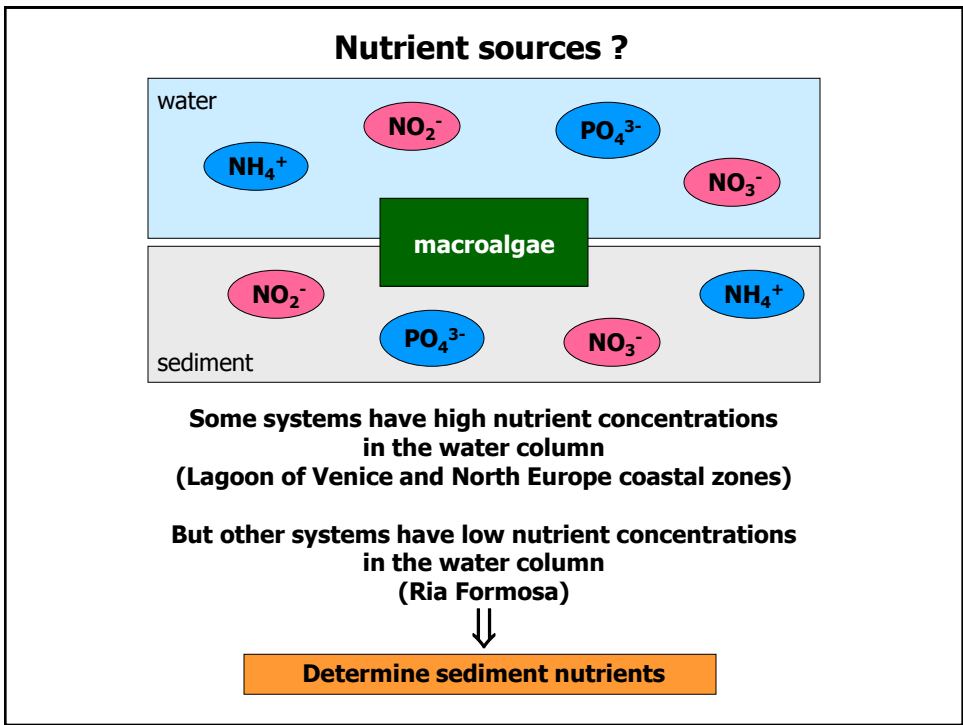 Nutrient sources ?
water
NO₂⁻
PO₄³⁻
NH₄⁺
NO₃⁻
macroalgae
NO₂⁻
NH₄⁺
PO₄³⁻
NO₃⁻
sediment
Some systems have high nutrient concentrations
in the water column
(Lagoon of Venice and North Europe coastal zones)
But other systems have low nutrient concentrations
in the water column
(Ria Formosa)
⇓
Determine sediment nutrients